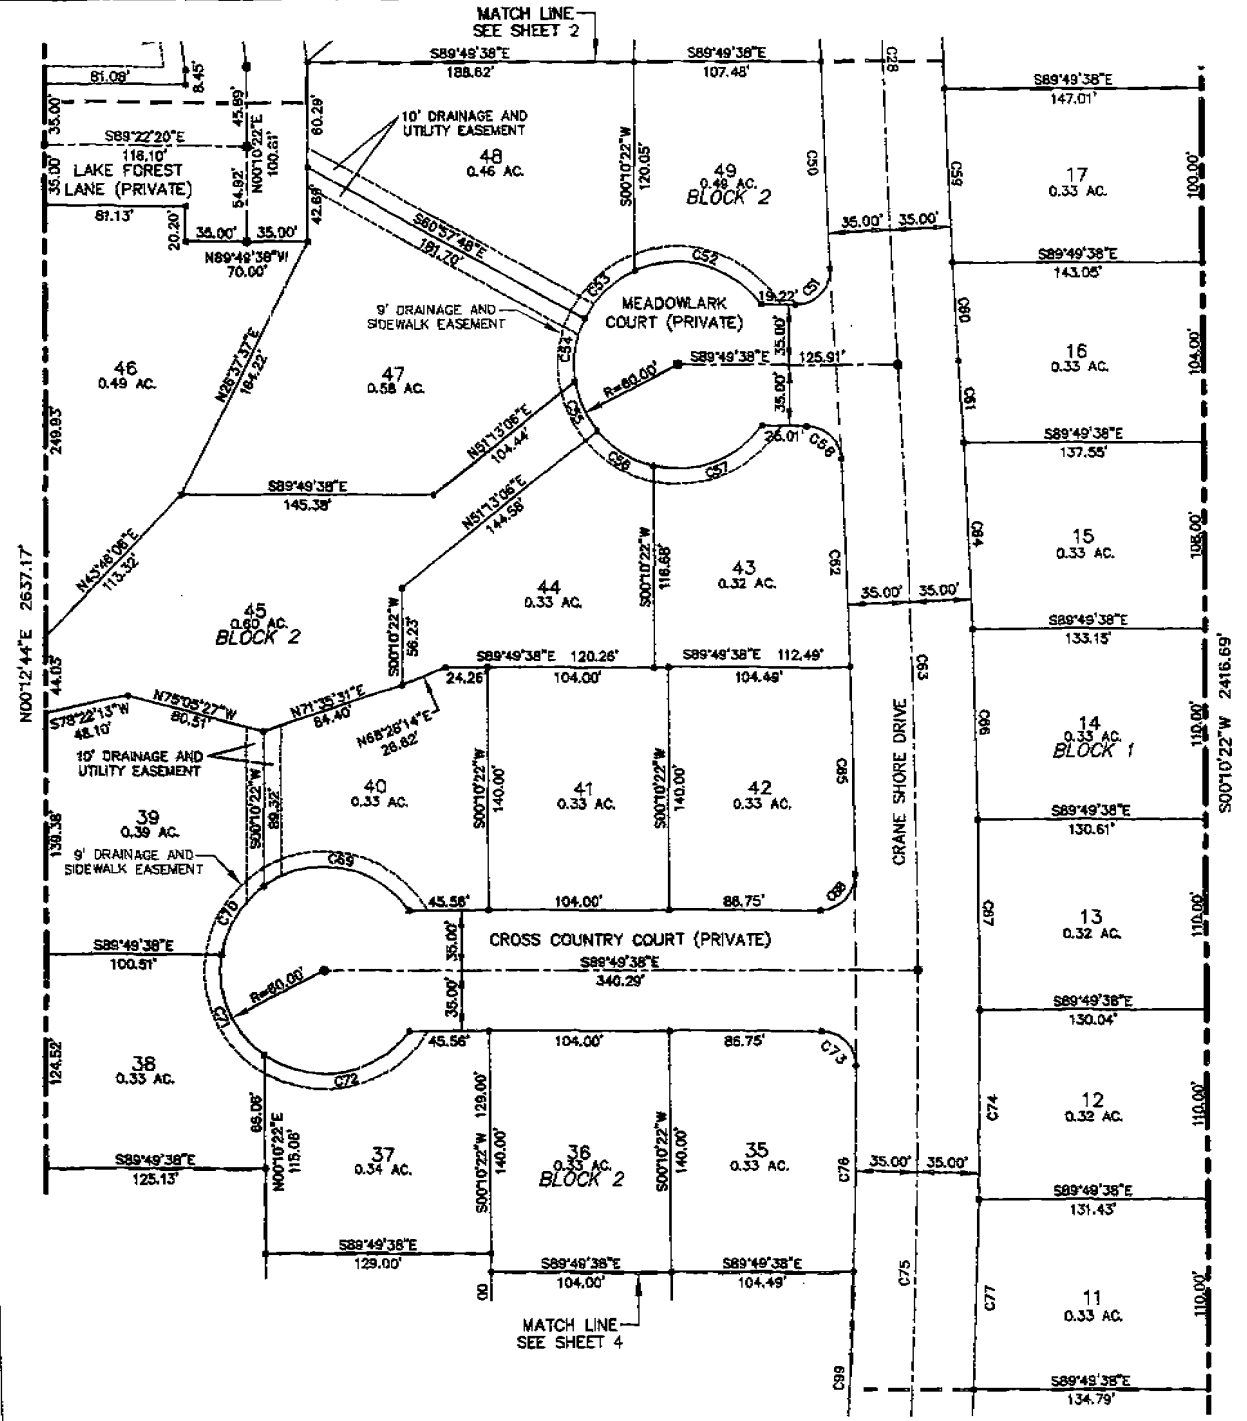 MATCH LINE
SEE SHEET 2
S89°49'38"E
188.62'
S89°49'38"E
107.48'
C28
S89°49'38"E
147.01'
81.08'
8.45'
35.00'
45.89'
N00°10'22"E
100.81'
60.29'
10' DRAINAGE AND
UTILITY EASEMENT
48
0.46 AC.
S00°10'22"W
120.05'
49
0.48 AC.
BLOCK 2
C50
C59
17
0.33 AC.
100.00'
S89°22'20"E
118.10'
LAKE FOREST
LANE (PRIVATE)
35.00'
54.92'
81.13'
20.20'
35.00'
35.00'
N89°49'38"W
70.00'
42.69'
S60°57'48"E
181.70'
35.00'
35.00'
S89°49'38"E
143.05'
C53
C52
C51
19.22'
MEADOWLARK
COURT (PRIVATE)
9' DRAINAGE AND
SIDEWALK EASEMENT
C54
35.00'
S89°49'38"E
125.91'
R=60.00'
35.00'
C60
16
0.33 AC.
104.00'
C61
46
0.49 AC.
N26°37'37"E
164.22'
47
0.58 AC.
C55
N51°13'06"E
104.44'
26.01'
C58
S89°49'38"E
137.55'
249.93'
C56
C57
S89°49'38"E
145.38'
N51°13'06"E
144.58'
N43°48'08"E
113.32'
N00°12'44"E 2637.17'
S00°10'22"W
116.68'
43
0.32 AC.
C62
C64
15
0.33 AC.
108.00'
44
0.33 AC.
35.00'
35.00'
45
0.60 AC.
BLOCK 2
S00°10'22"W
56.23'
S89°49'38"E
133.15'
S89°49'38"E 120.26'
S89°49'38"E 112.49'
24.26'
104.00'
104.49'
C63
44.03'
S78°22'13"W
48.10'
N75°05'27"W
80.51'
N71°35'31"E
84.40'
N68°28'14"E
26.82'
S00°10'22"W 2416.69'
C66
14
0.33 AC.
BLOCK 1
110.00'
10' DRAINAGE AND
UTILITY EASEMENT
S00°10'22"W
89.32'
40
0.33 AC.
S00°10'22"W
140.00'
41
0.33 AC.
S00°10'22"W
140.00'
42
0.33 AC.
C65
CRANE SHORE DRIVE
39
0.39 AC.
139.38'
S89°49'38"E
130.61'
9' DRAINAGE AND
SIDEWALK EASEMENT
C69
C70
45.56'
104.00'
86.75'
C68
C67
13
0.32 AC.
110.00'
S89°49'38"E
100.51'
35.00'
CROSS COUNTRY COURT (PRIVATE)
S89°49'38"E
340.29'
R=60.00'
C71
35.00'
S89°49'38"E
130.04'
45.56'
104.00'
86.75'
C73
124.52'
38
0.33 AC.
C72
66.06'
N00°10'22"E
115.06'
S00°10'22"W 129.00'
140.00'
S00°10'22"W
140.00'
C74
12
0.32 AC.
110.00'
S89°49'38"E
125.13'
37
0.34 AC.
36
0.33 AC.
BLOCK 2
35
0.33 AC.
C76
35.00'
35.00'
S89°49'38"E
131.43'
S89°49'38"E
129.00'
S89°49'38"E
104.00'
S89°49'38"E
104.49'
C75
C77
11
0.33 AC.
110.00'
00
MATCH LINE
SEE SHEET 4
C99
S89°49'38"E
134.79'